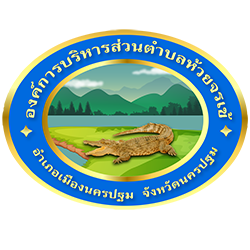 องค์การบริหารส่วนตำบลห้วยจรเข้
อำเภอเมืองนครปฐม จังหวัดนครปฐม